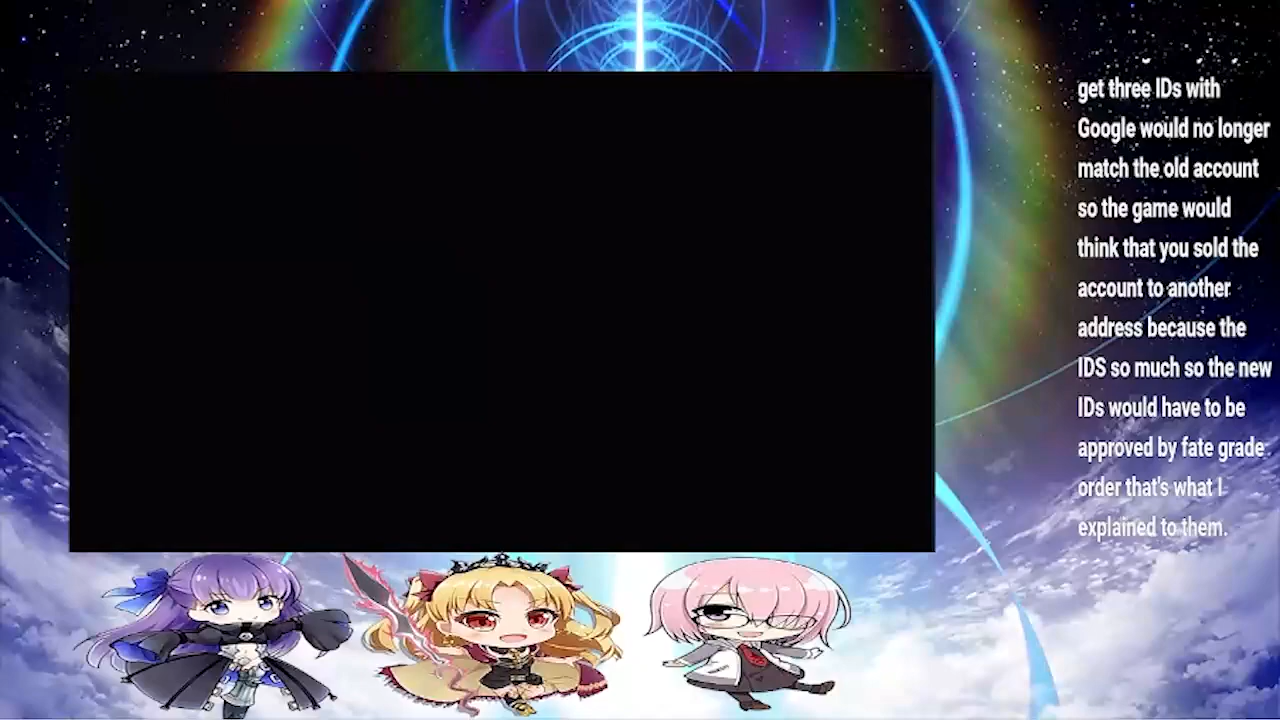 get three IDs with
Google would no longer
match the old account
so the game would
think that you sold the
account to another
address because the
IDS so much so the new
IDs would have to be
approved by fate grade
order that's what I
explained to them.